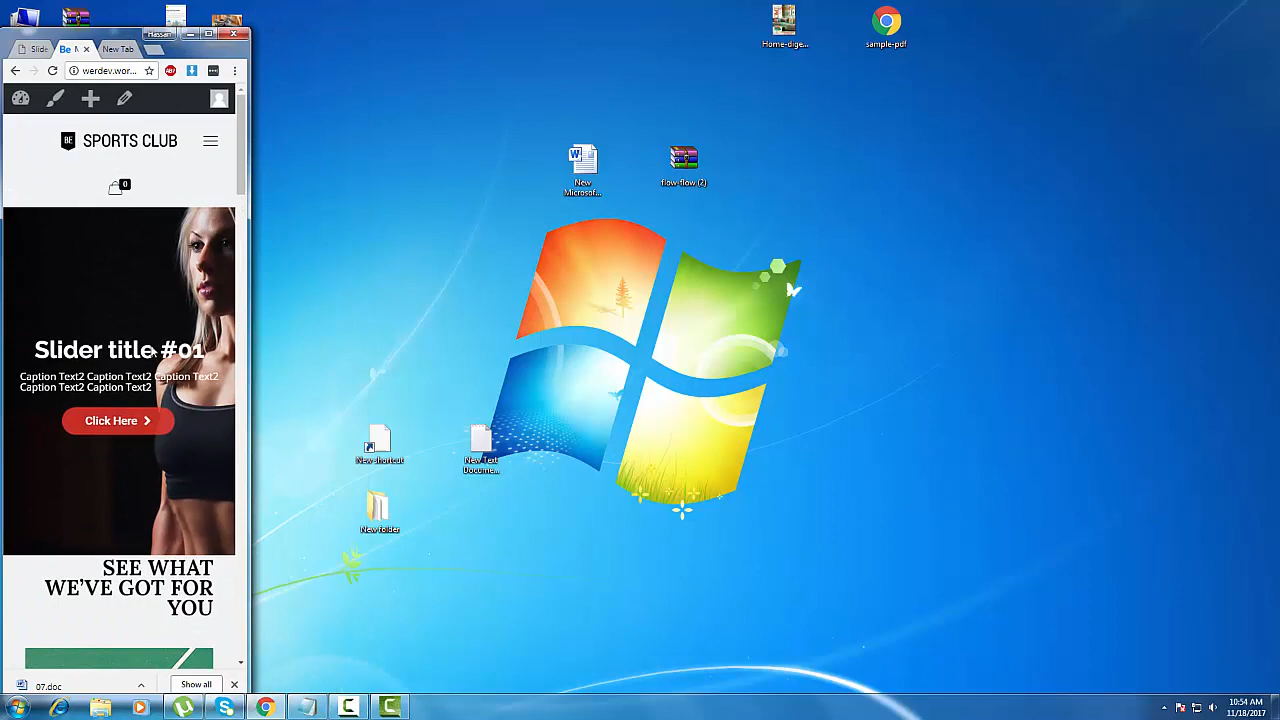 Hassan
Slide
Be N
New Tab
werdev.wor...
BE SPORTS CLUB
0
Slider title #01
Caption Text2 Caption Text2 Caption Text2
Caption Text2 Caption Text2
Click Here
SEE WHAT
WE'VE GOT FOR
YOU
07.doc
Show all
Home-dige...
sample-pdf
New
Microsof...
flow-flow (2)
New shortcut
New Text
Docume...
New folder
10:54 AM
11/18/2017